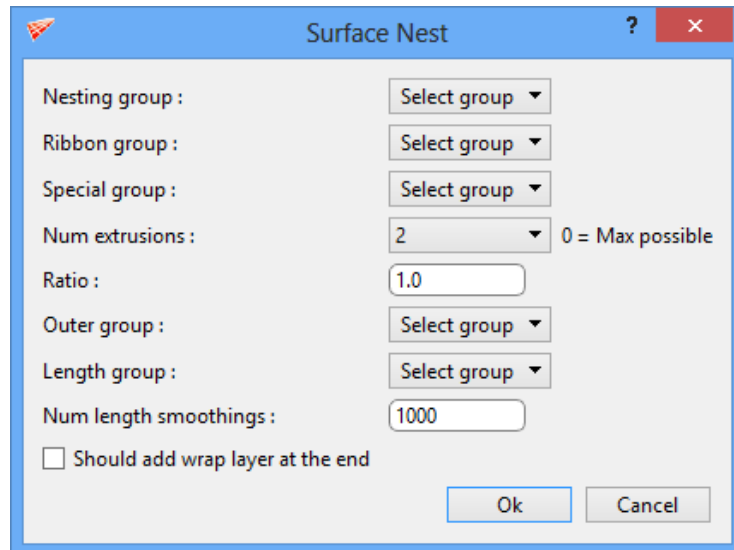 Surface Nest ?
Nesting group : Select group
Ribbon group : Select group
Special group : Select group
Num extrusions : 2 0 = Max possible
Ratio : 1.0
Outer group : Select group
Length group : Select group
Num length smoothings : 1000
Should add wrap layer at the end
Ok Cancel